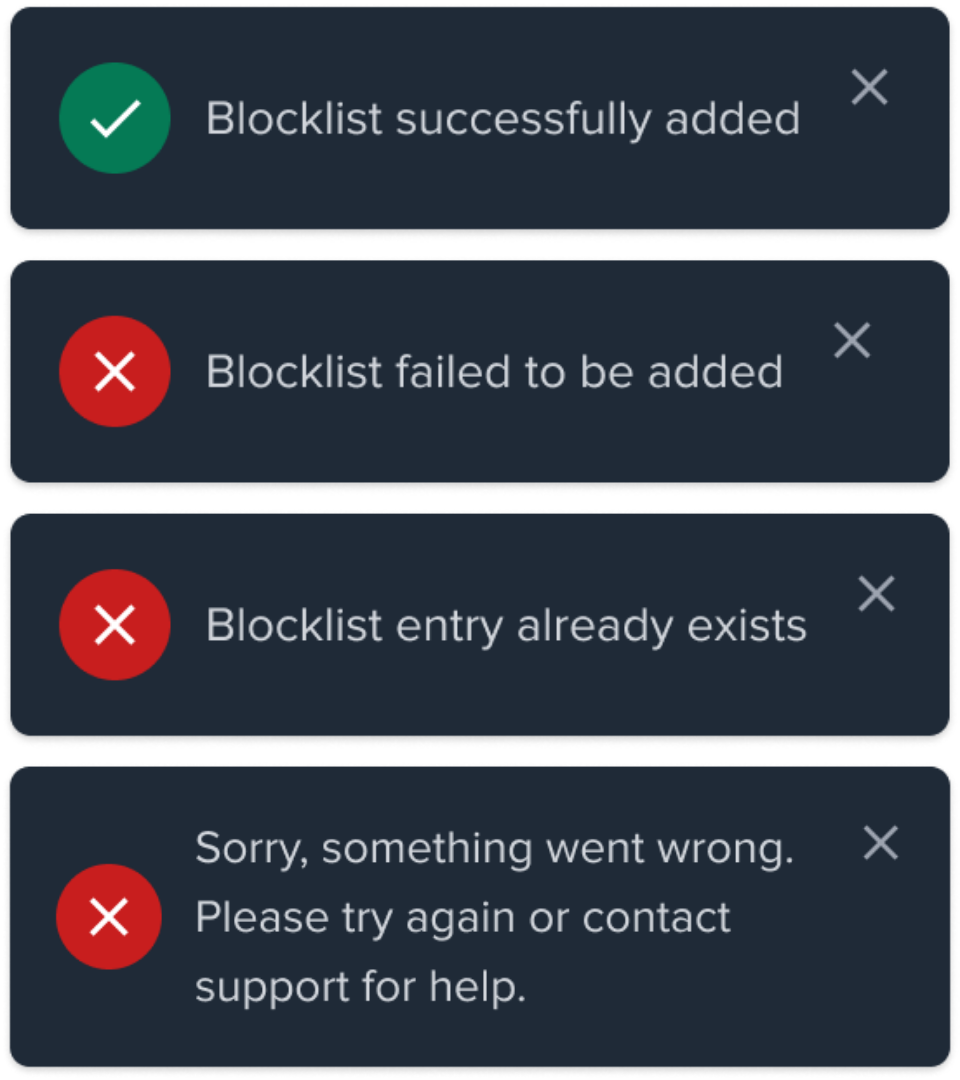 Blocklist successfully added
Blocklist failed to be added
Blocklist entry already exists
Sorry, something went wrong.
Please try again or contact
support for help.